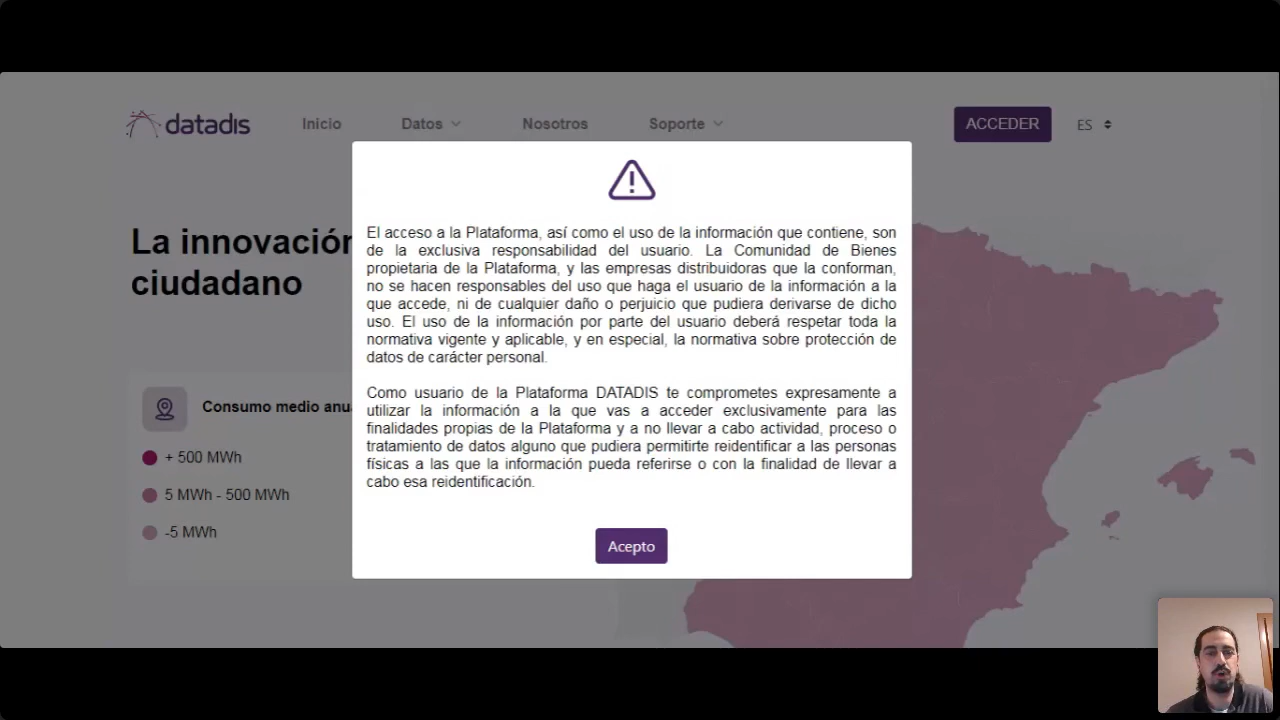 datadis
Inicio
Datos
Nosotros
Soporte
ACCEDER
ES
La innovación
ciudadano
Consumo medio anu
+ 500 MWh
5 MWh - 500 MWh
-5 MWh
El acceso a la Plataforma, así como el uso de la información que contiene, son
de la exclusiva responsabilidad del usuario. La Comunidad de Bienes
propietaria de la Plataforma, y las empresas distribuidoras que la conforman,
no se hacen responsables del uso que haga el usuario de la información a la
que accede, ni de cualquier daño o perjuicio que pudiera derivarse de dicho
uso. El uso de la información por parte del usuario deberá respetar toda la
normativa vigente y aplicable, y en especial, la normativa sobre protección de
datos de carácter personal.
Como usuario de la Plataforma DATADIS te comprometes expresamente a
utilizar la información a la que vas a acceder exclusivamente para las
finalidades propias de la Plataforma y a no llevar a cabo actividad, proceso o
tratamiento de datos alguno que pudiera permitirte reidentificar a las personas
físicas a las que la información pueda referirse o con la finalidad de llevar a
cabo esa reidentificación.
Acepto